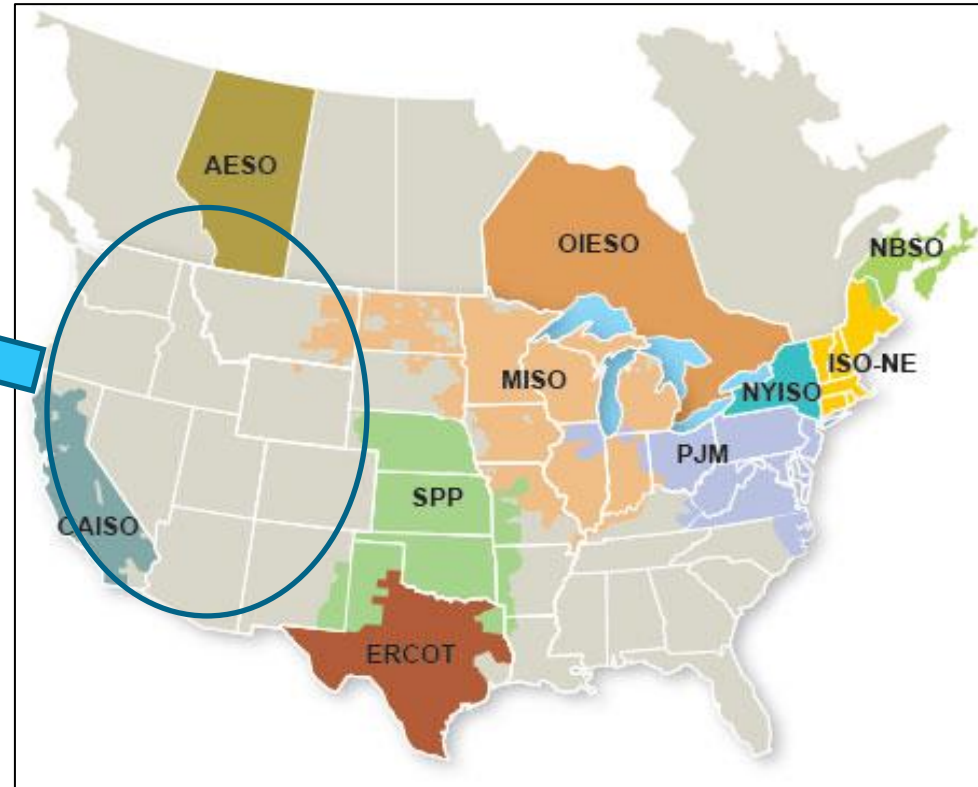 AESO
OIESO
NBSO
MISO
ISO-NE
NYISO
PJM
SPP
CAISO
ERCOT